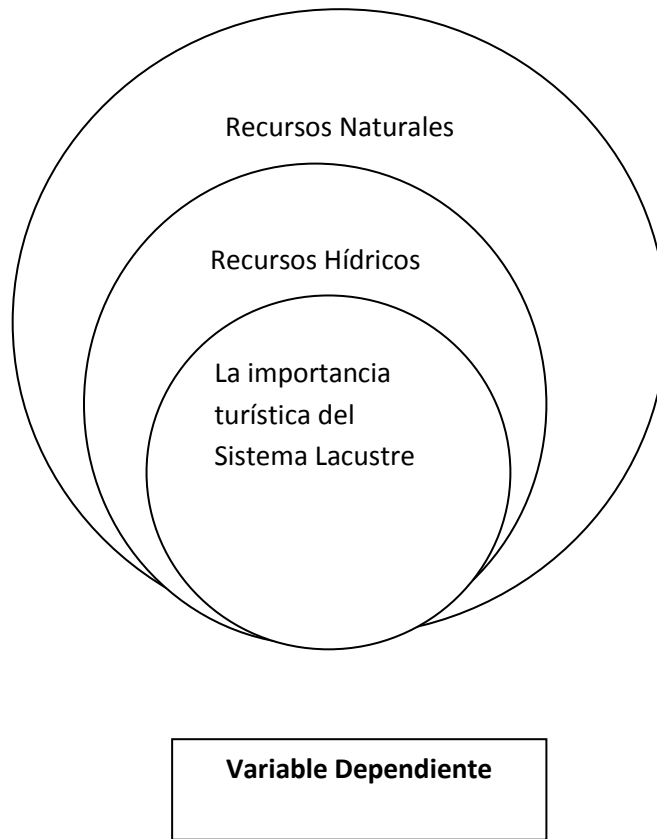 Recursos Naturales
Recursos Hídricos
La importancia
turística del
Sistema Lacustre
Variable Dependiente